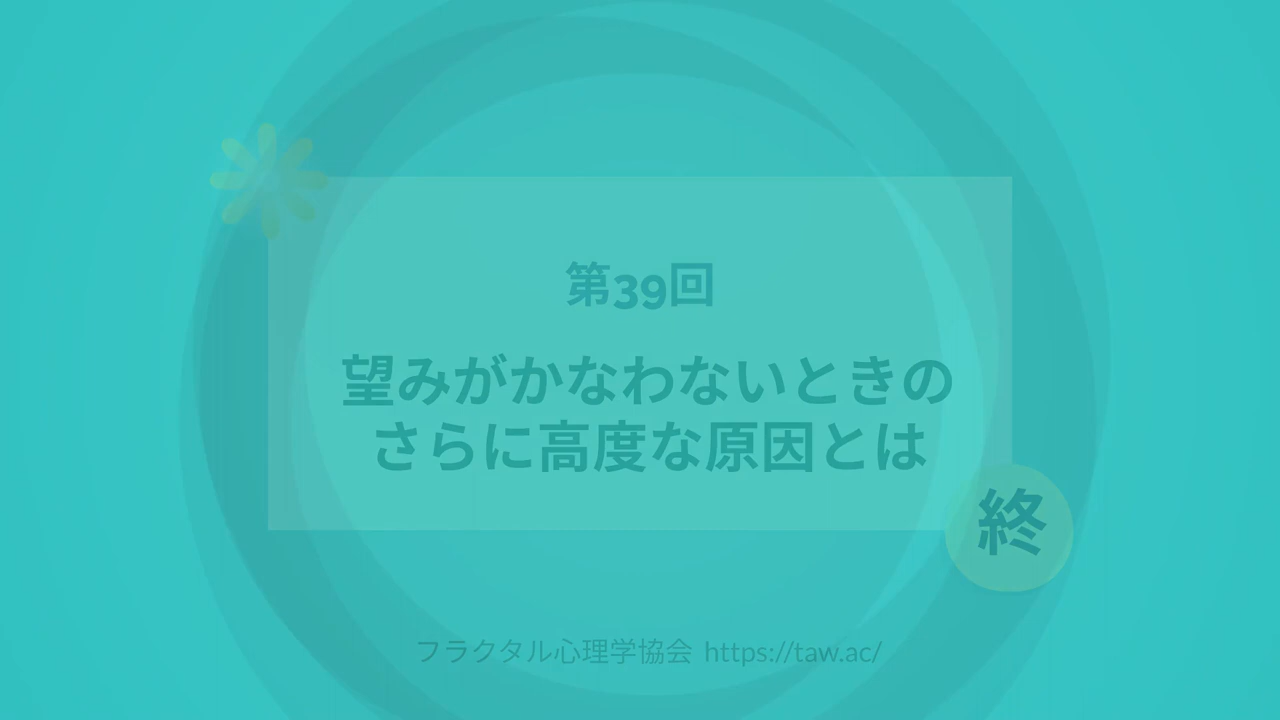 第39回
望みがかなわないときの
さらに高度な原因とは
終
フラクタル心理学協会 https://taw.ac/